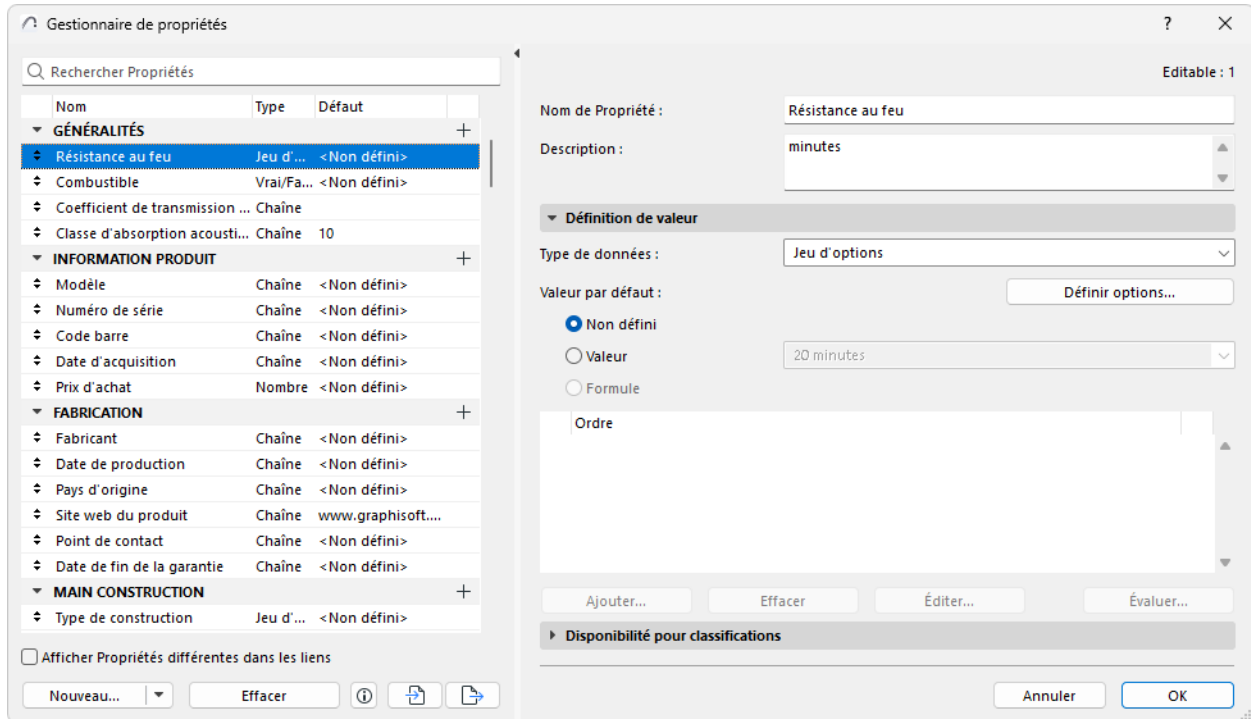 Gestionnaire de propriétés ?
Rechercher Propriétés
Nom Type Défaut
GÉNÉRALITÉS
Résistance au feu Jeu d'... <Non défini>
Combustible Vrai/Fa... <Non défini>
Coefficient de transmission ... Chaîne
Classe d'absorption acousti... Chaîne 10
INFORMATION PRODUIT
Modèle Chaîne <Non défini>
Numéro de série Chaîne <Non défini>
Code barre Chaîne <Non défini>
Date d'acquisition Chaîne <Non défini>
Prix d'achat Nombre <Non défini>
FABRICATION
Fabricant Chaîne <Non défini>
Date de production Chaîne <Non défini>
Pays d'origine Chaîne <Non défini>
Site web du produit Chaîne www.graphisoft....
Point de contact Chaîne <Non défini>
Date de fin de la garantie Chaîne <Non défini>
MAIN CONSTRUCTION
Type de construction Jeu d'... <Non défini>
Afficher Propriétés différentes dans les liens
Nouveau... Effacer
Editable : 1
Nom de Propriété : Résistance au feu
Description : minutes
Définition de valeur
Type de données : Jeu d'options
Valeur par défaut : Définir options...
Non défini
Valeur 20 minutes
Formule
Ordre
Ajouter... Effacer Éditer... Évaluer...
Disponibilité pour classifications
Annuler OK